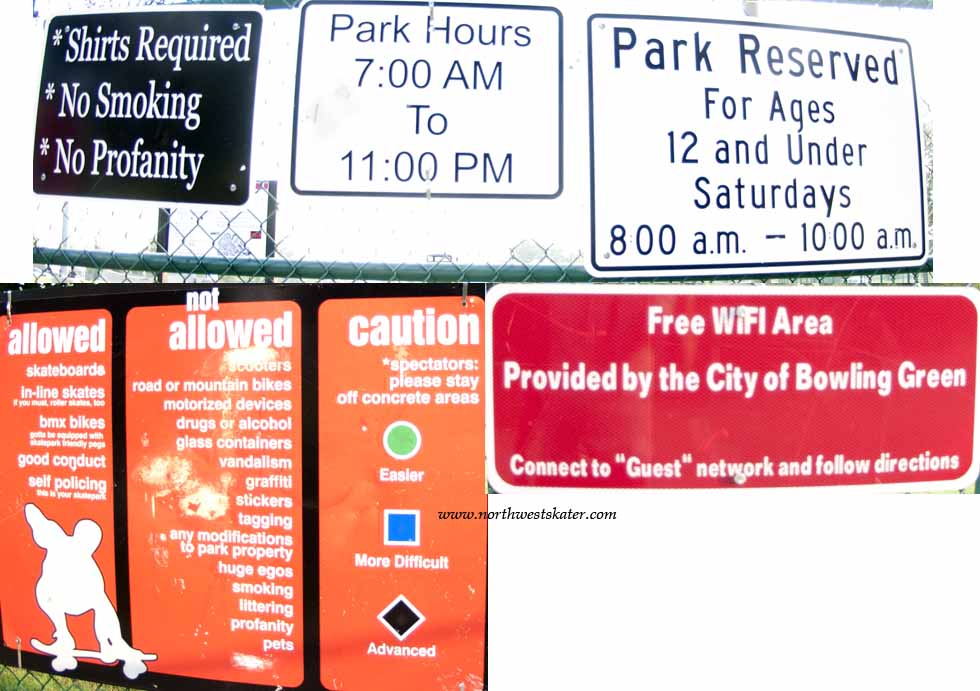 *Shirts Required
* No Smoking
* No Profanity
Park Hours
7:00 AM
To
11:00 PM
Park Reserved
For Ages
12 and Under
Saturdays
8:00 a.m. – 10:00 a.m.
allowed
skateboards
in-line skates
if you must, roller skates, too
bmx bikes
gotta be equipped with
skatepark friendly pegs
good conduct
self policing
this is your skatepark
not
allowed
scooters
road or mountain bikes
motorized devices
drugs or alcohol
glass containers
vandalism
graffiti
stickers
tagging
any modifications
to park property
huge egos
smoking
littering
profanity
pets
caution
*spectators:
please stay
off concrete areas
Easier
More Difficult
Advanced
Free WiFI Area
Provided by the City of Bowling Green
Connect to "Guest" network and follow directions
www.northwestskater.com